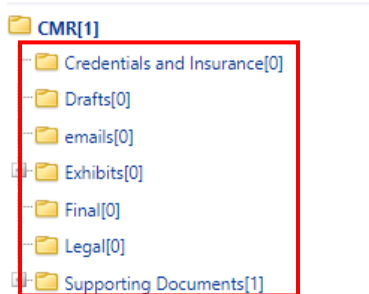 CMR[1]
Credentials and Insurance[0]
Drafts[0]
emails[0]
Exhibits[0]
Final[0]
Legal[0]
Supporting Documents[1]